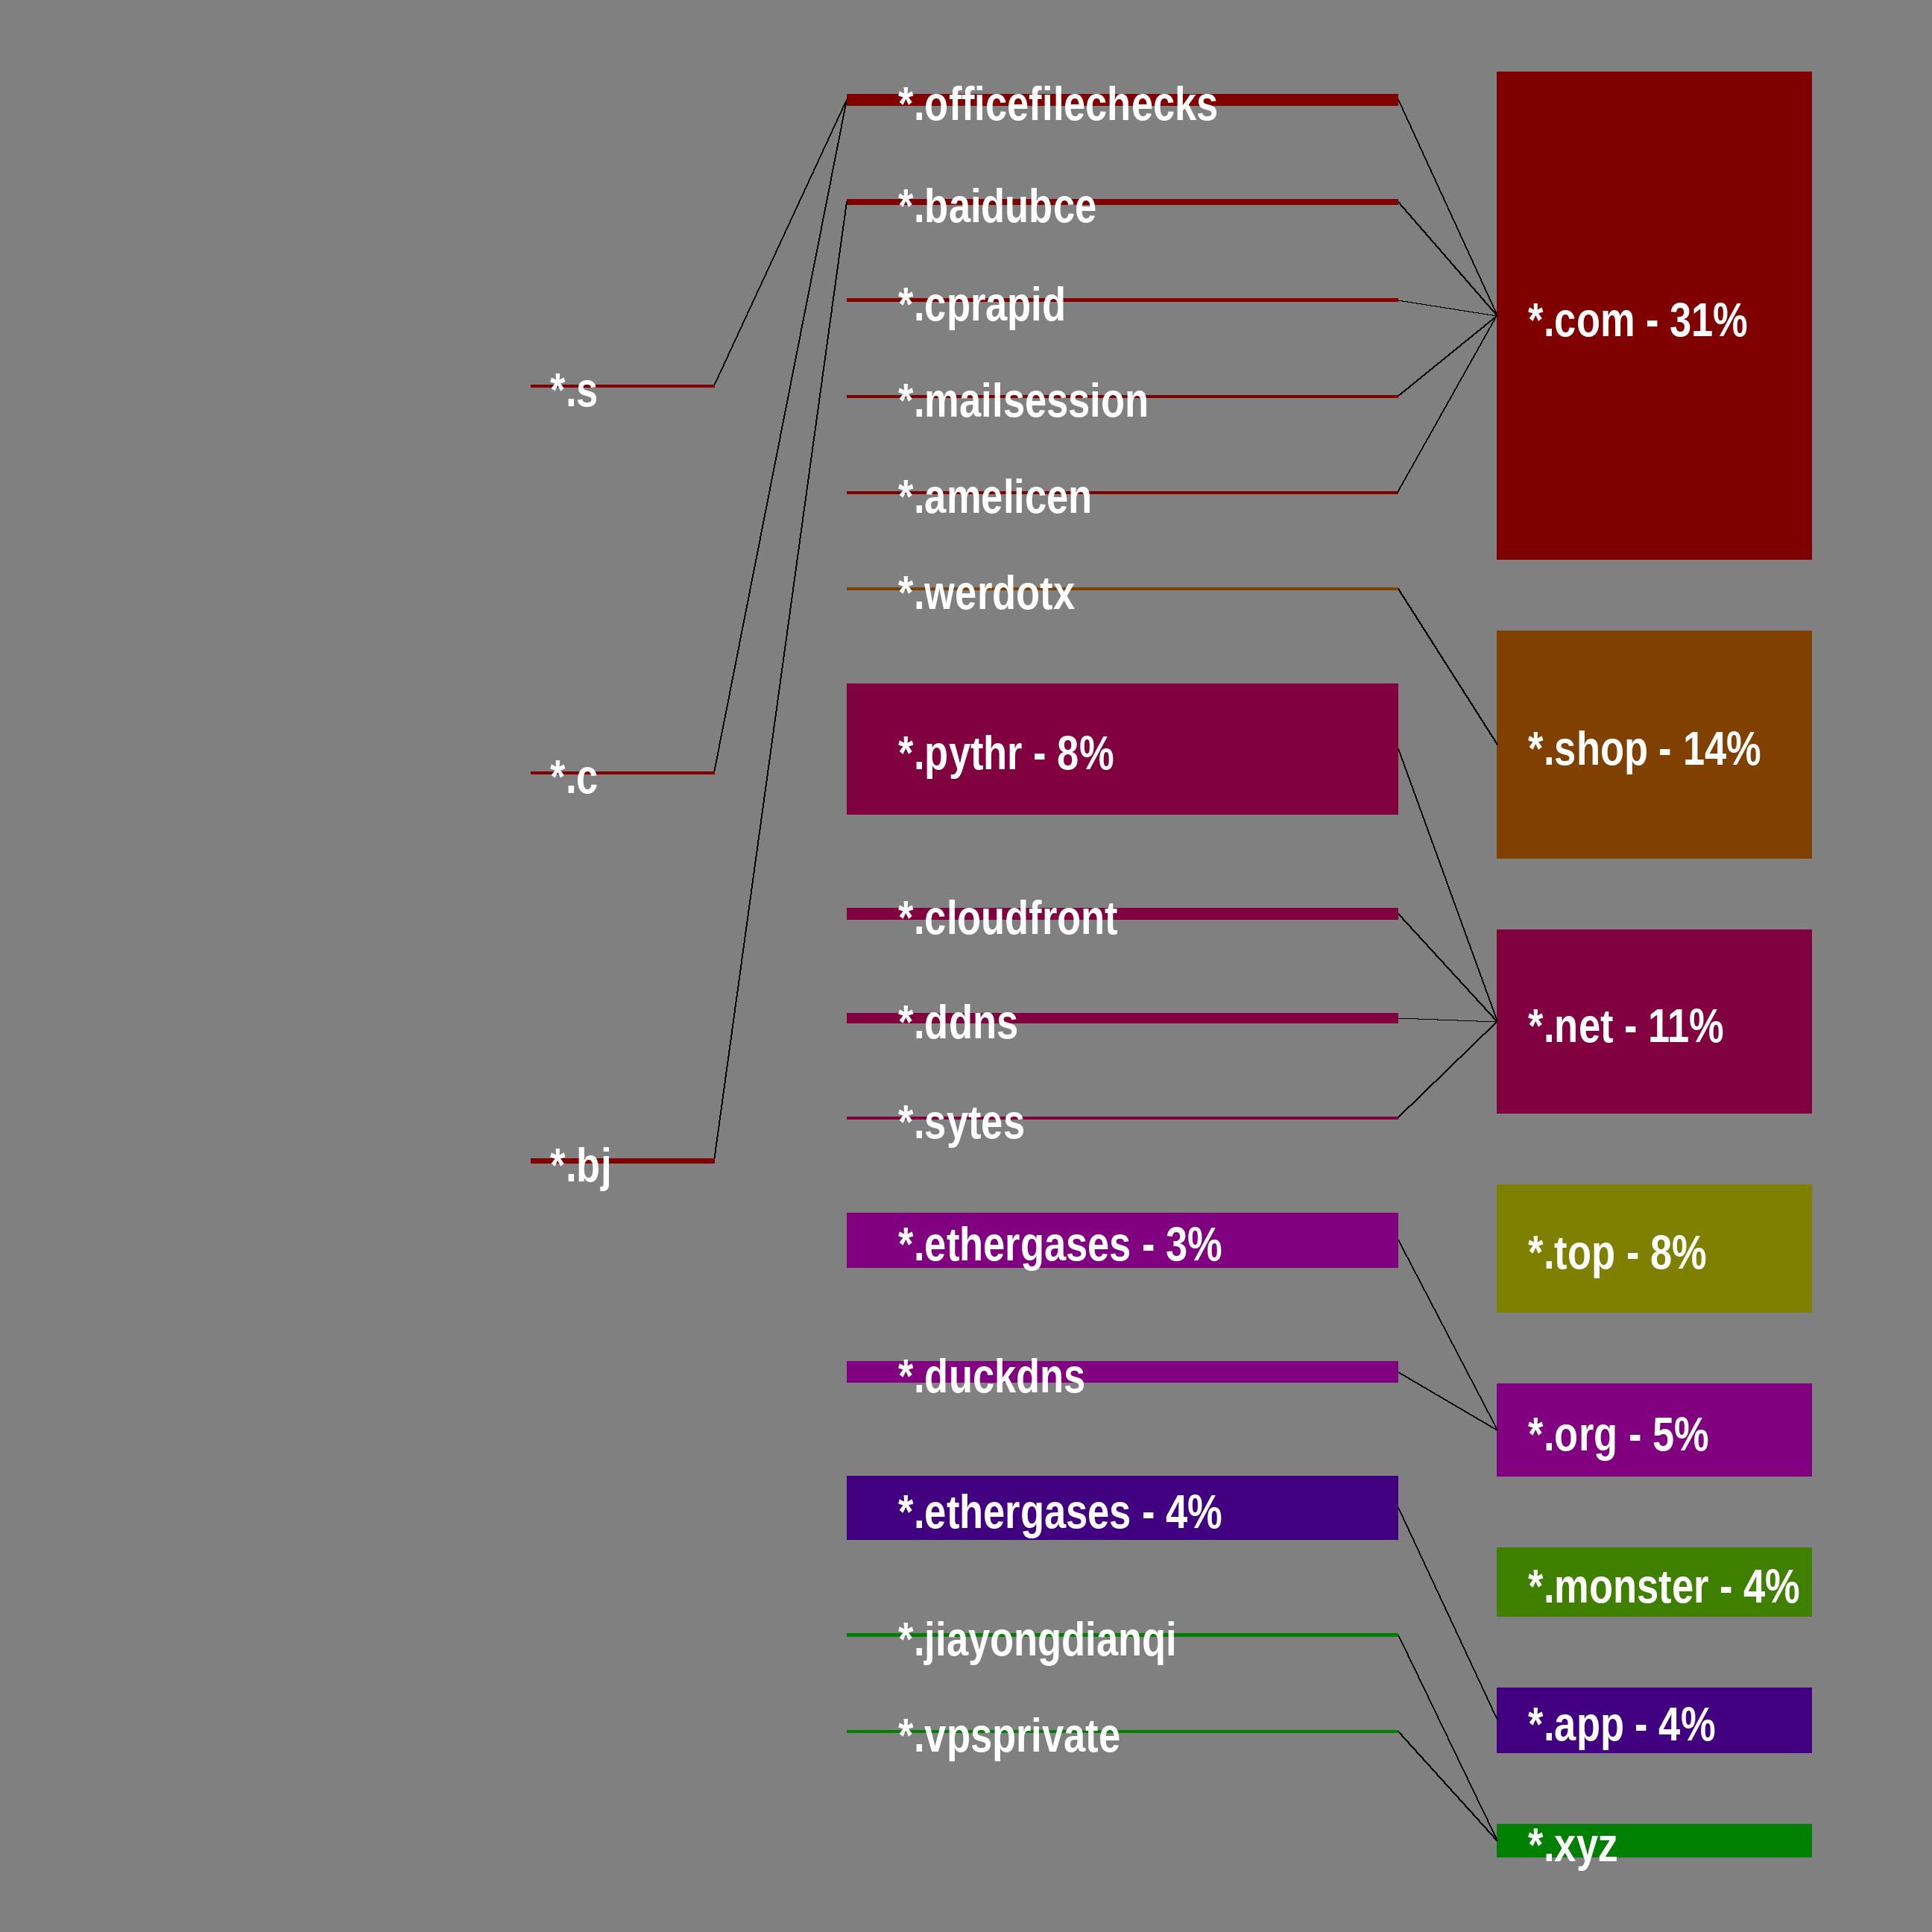 *.s
*.c
*.bj
*.officefilechecks
*.baidubce
*.cprapid
*.mailsession
*.amelicen
*.werdotx
*.pythr - 8%
*.cloudfront
*.ddns
*.sytes
*.ethergases - 3%
*.duckdns
*.ethergases - 4%
*.jiayongdianqi
*.vpsprivate
*.com - 31%
*.shop - 14%
*.net - 11%
*.top - 8%
*.org - 5%
*.monster - 4%
*.app - 4%
*.xyz